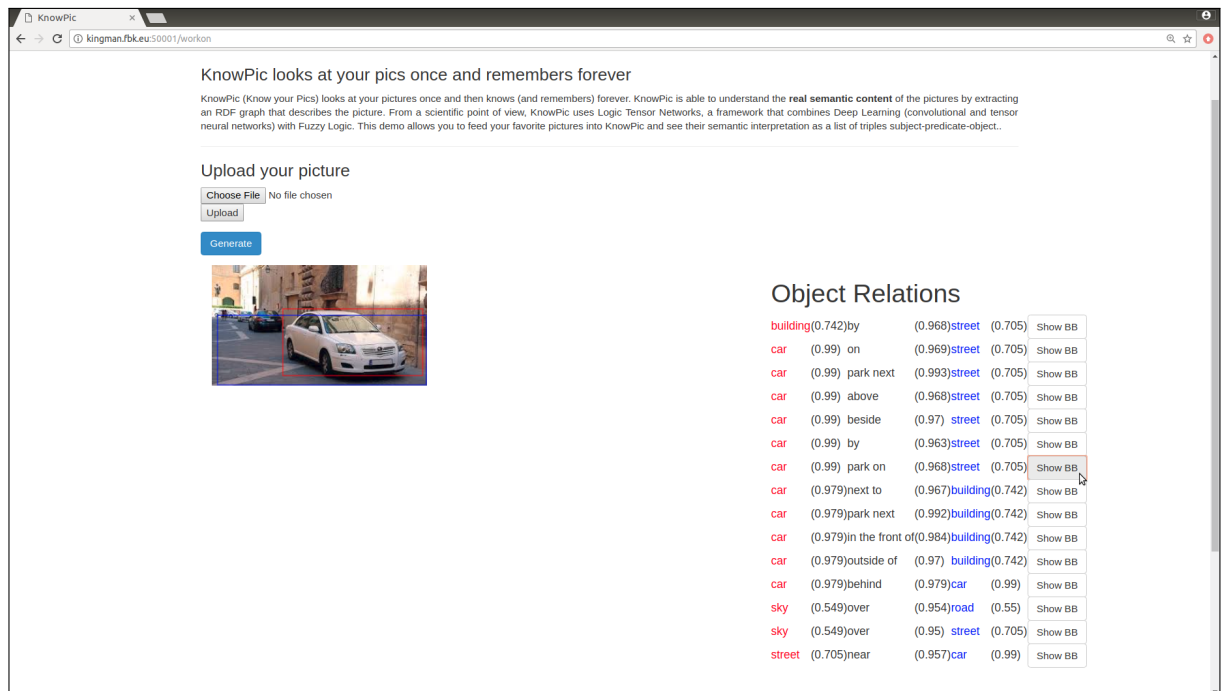 KnowPic
kingman.fbk.eu:50001/workon
KnowPic looks at your pics once and remembers forever
KnowPic (Know your Pics) looks at your pictures once and then knows (and remembers) forever. KnowPic is able to understand the real semantic content of the pictures by extracting
an RDF graph that describes the picture. From a scientific point of view, KnowPic uses Logic Tensor Networks, a framework that combines Deep Learning (convolutional and tensor
neural networks) with Fuzzy Logic. This demo allows you to feed your favorite pictures into KnowPic and see their semantic interpretation as a list of triples subject-predicate-object..
Upload your picture
Choose File No file chosen
Upload
Generate
Object Relations
building(0.742)by (0.968)street (0.705) Show BB
car (0.99) on (0.969)street (0.705) Show BB
car (0.99) park next (0.993)street (0.705) Show BB
car (0.99) above (0.968)street (0.705) Show BB
car (0.99) beside (0.97) street (0.705) Show BB
car (0.99) by (0.963)street (0.705) Show BB
car (0.99) park on (0.968)street (0.705) Show BB
car (0.979)next to (0.967)building(0.742) Show BB
car (0.979)park next (0.992)building(0.742) Show BB
car (0.979)in the front of(0.984)building(0.742) Show BB
car (0.979)outside of (0.97) building(0.742) Show BB
car (0.979)behind (0.979)car (0.99) Show BB
sky (0.549)over (0.954)road (0.55) Show BB
sky (0.549)over (0.95) street (0.705) Show BB
street (0.705)near (0.957)car (0.99) Show BB